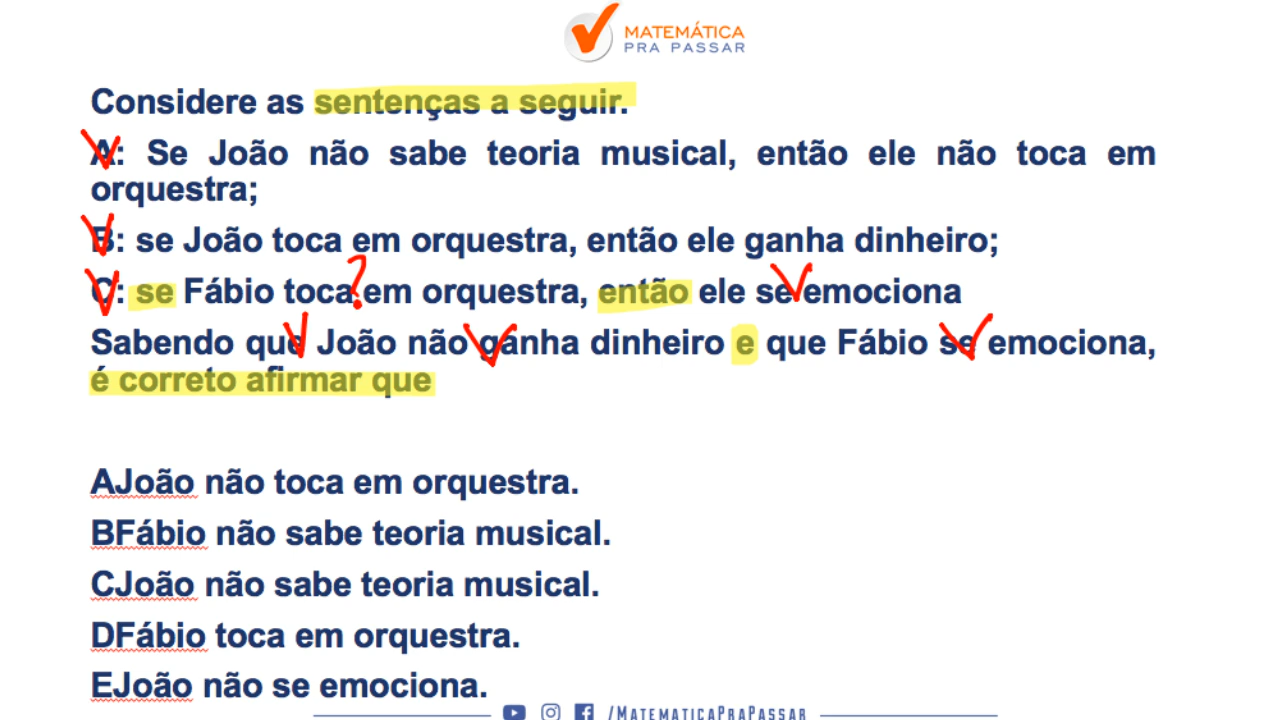 MATEMÁTICA
PRA PASSAR
Considere as sentenças a seguir.
A: Se João não sabe teoria musical, então ele não toca em
orquestra;
B: se João toca em orquestra, então ele ganha dinheiro;
C: se Fábio toca ? em orquestra, então ele se emociona
Sabendo que João não ganha dinheiro e que Fábio se emociona,
é correto afirmar que
AJoão não toca em orquestra.
BFábio não sabe teoria musical.
CJoão não sabe teoria musical.
DFábio toca em orquestra.
EJoão não se emociona.
/MATEMATICAPRAPASSAR